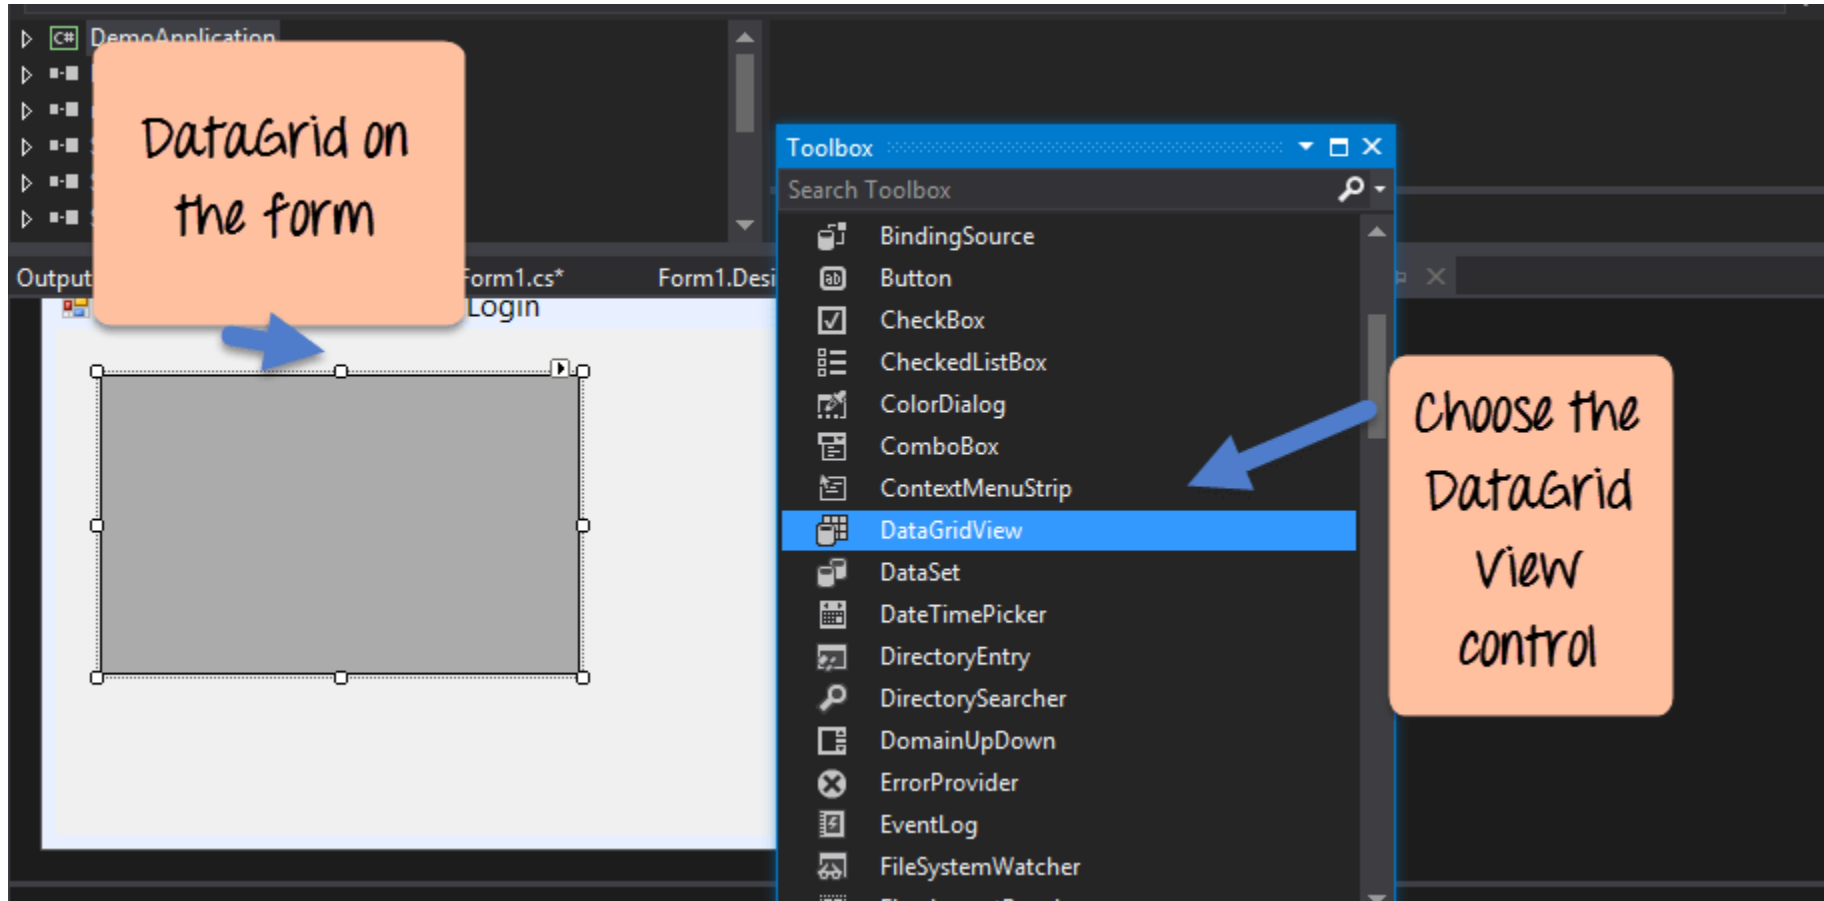 C# DemoApplication
DataGrid on
the form
Output
Form1.cs*
Form1.Desi
Login
Toolbox
Search Toolbox
BindingSource
ab Button
CheckBox
CheckedListBox
ColorDialog
ComboBox
ContextMenuStrip
DataGridView
DataSet
DateTimePicker
DirectoryEntry
DirectorySearcher
DomainUpDown
ErrorProvider
EventLog
FileSystemWatcher
Choose the
DataGrid
View
control